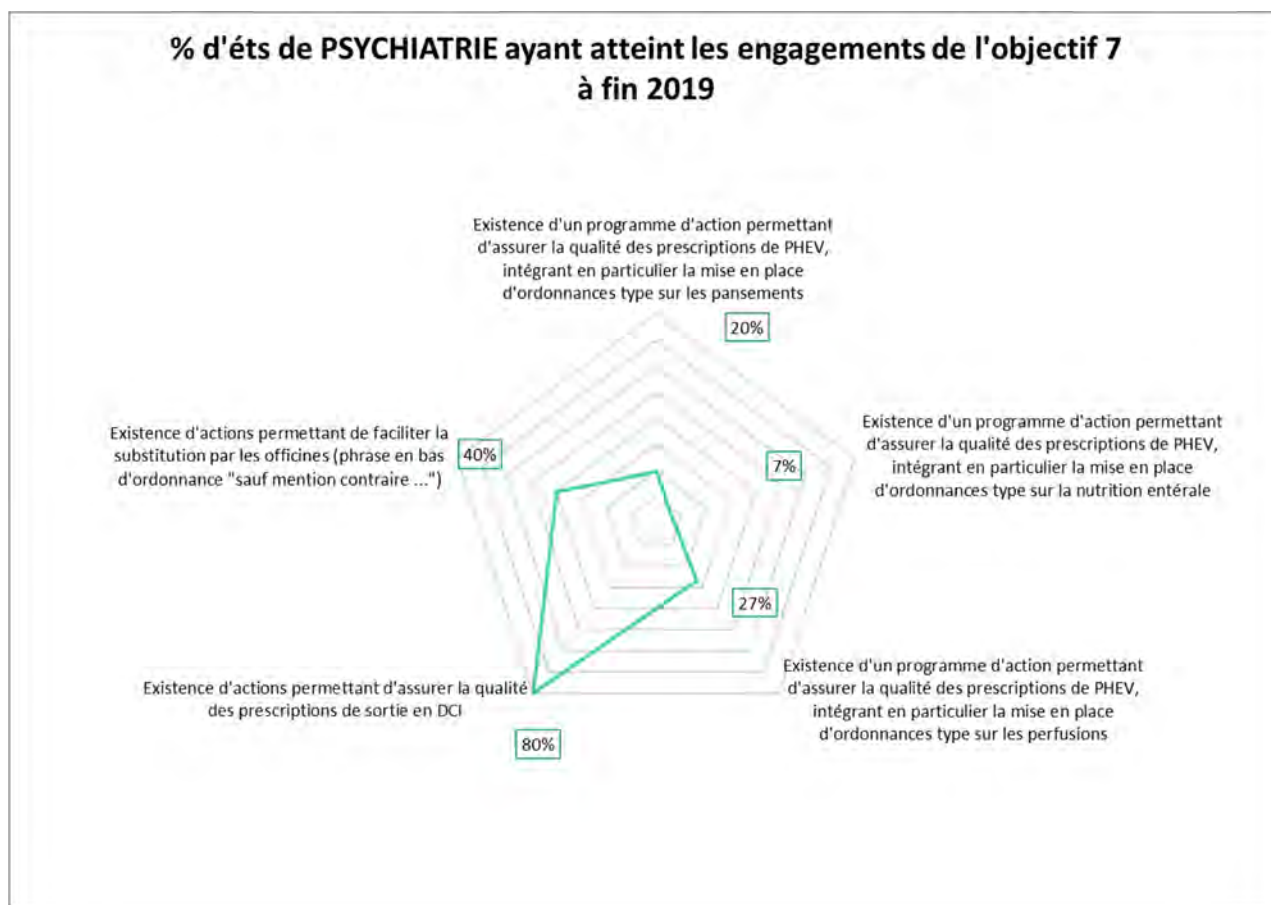 % d'éts de PSYCHIATRIE ayant atteint les engagements de l'objectif 7
à fin 2019
Existence d'un programme d'action permettant
d'assurer la qualité des prescriptions de PHEV,
intégrant en particulier la mise en place
d'ordonnances type sur les pansements
20%
Existence d'un programme d'action permettant
d'assurer la qualité des prescriptions de PHEV,
intégrant en particulier la mise en place
d'ordonnances type sur la nutrition entérale
7%
Existence d'un programme d'action permettant
d'assurer la qualité des prescriptions de PHEV,
intégrant en particulier la mise en place
d'ordonnances type sur les perfusions
27%
Existence d'actions permettant d'assurer la qualité
des prescriptions de sortie en DCI
80%
Existence d'actions permettant de faciliter la
substitution par les officines (phrase en bas
d'ordonnance "sauf mention contraire ...")
40%